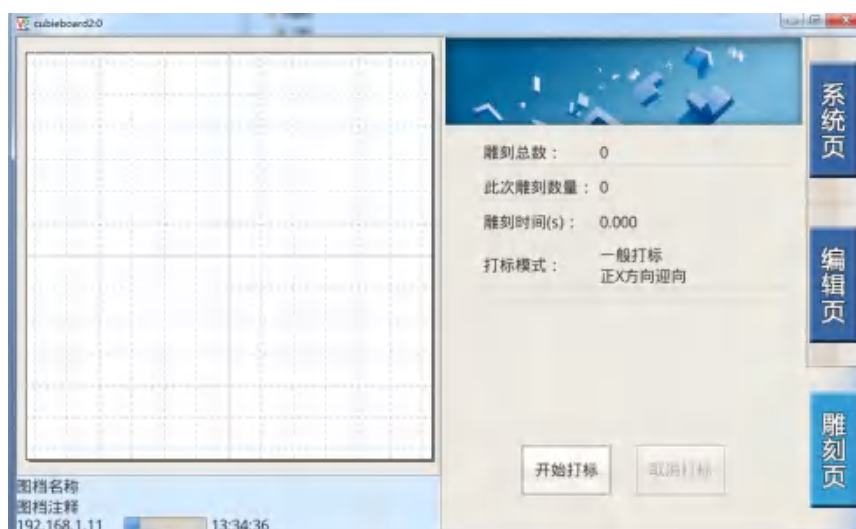 cubieboard2.0
雕刻总数： 0
此次雕刻数量： 0
雕刻时间(s)： 0.000
打标模式： 一般打标
正X方向迎向
开始打标 取消打标
系统页
编辑页
雕刻页
图档名称
图档注释
192.168.1.11 13:34:36